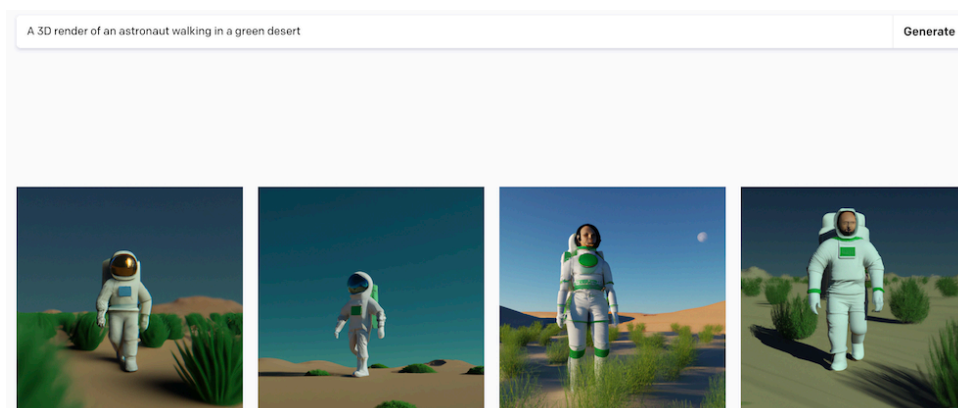 A 3D render of an astronaut walking in a green desert
Generate